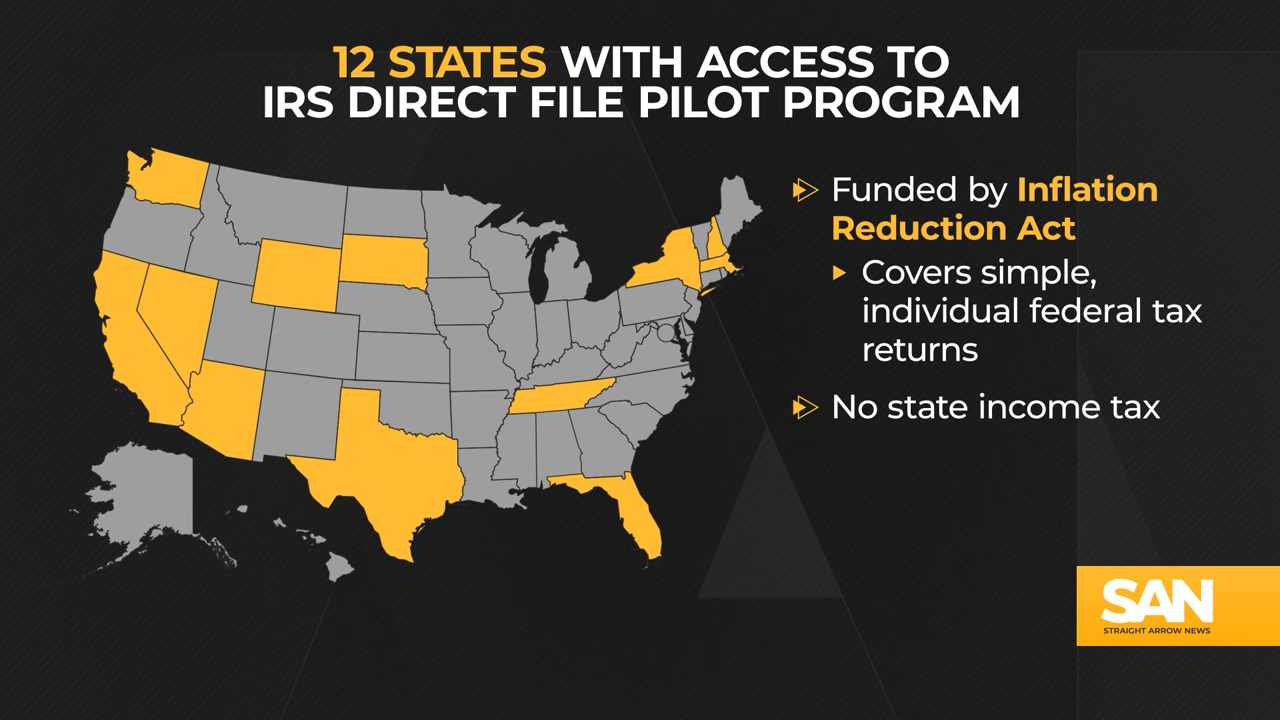 12 STATES WITH ACCESS TO
IRS DIRECT FILE PILOT PROGRAM
Funded by Inflation
Reduction Act
Covers simple,
individual federal tax
returns
No state income tax
SAN
STRAIGHT ARROW NEWS